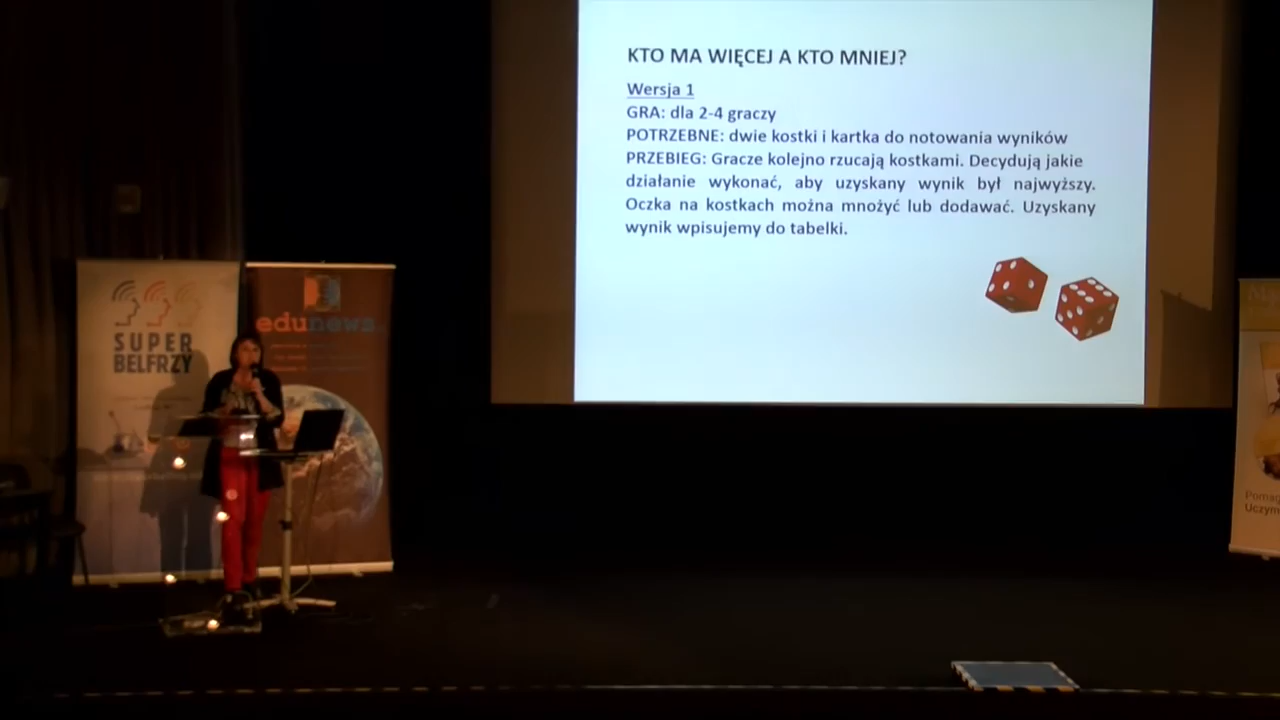 KTO MA WIĘCEJ A KTO MNIEJ?
Wersja 1
GRA: dla 2-4 graczy
POTRZEBNE: dwie kostki i kartka do notowania wyników
PRZEBIEG: Gracze kolejno rzucają kostkami. Decydują jakie
działanie wykonać, aby uzyskany wynik był najwyższy.
Oczka na kostkach można mnożyć lub dodawać. Uzyskany
wynik wpisujemy do tabelki.
SUPER
BELFRZY
edunews
Uczym